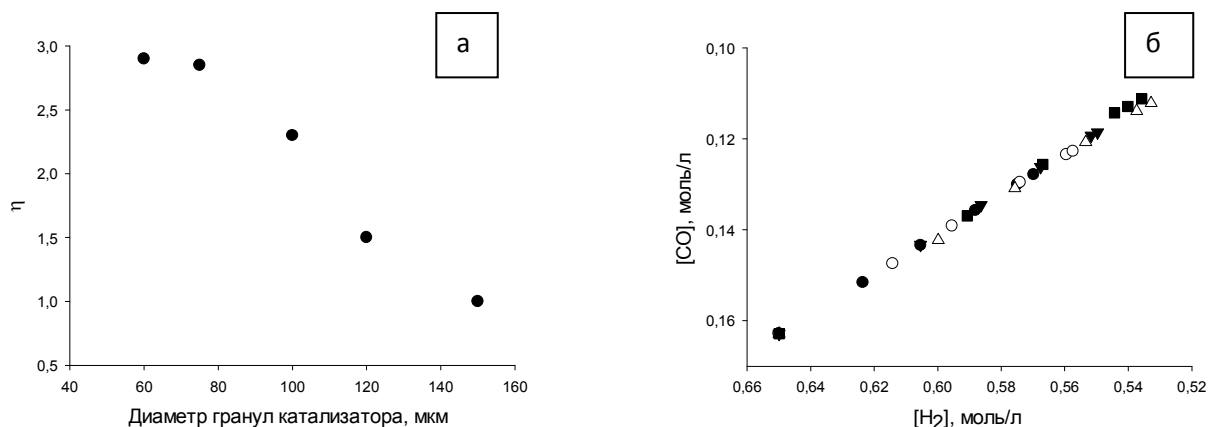 а
3,0
2,5
2,0
1,5
1,0
0,5
η
40 60 80 100 120 140 160
Диаметр гранул катализатора, мкм
б
0,10
0,12
0,14
0,16
[CO], моль/л
0,66 0,64 0,62 0,60 0,58 0,56 0,54 0,52
[H2], моль/л